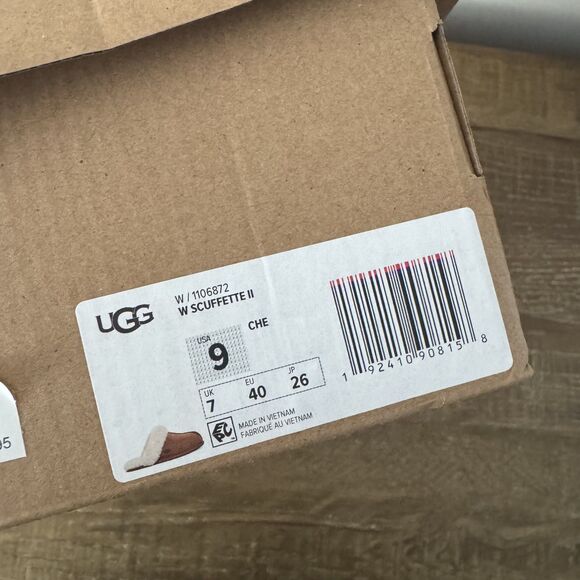 UGG
W / 1106872
W SCUFFETTE II
USA
9
CHE
UK
7
EU
40
JP
26
MADE IN VIETNAM
FABRIQUÉ AU VIETNAM
1 92410 90815 8
95